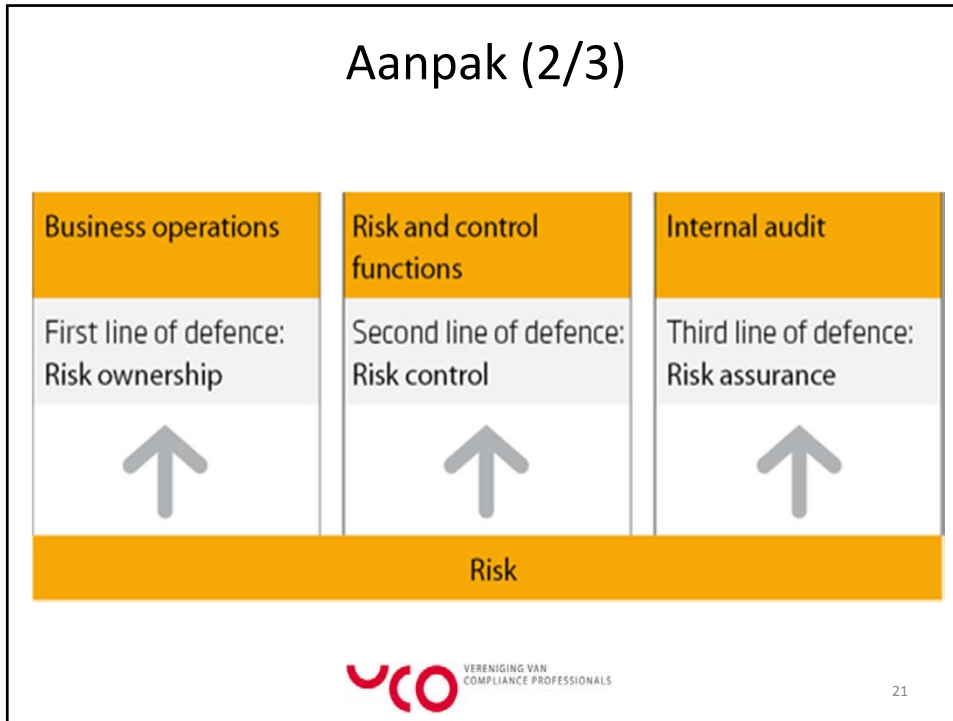 Aanpak (2/3)
Business operations
First line of defence:
Risk ownership
Risk and control
functions
Second line of defence:
Risk control
Internal audit
Third line of defence:
Risk assurance
Risk
vco
VERENIGING VAN
COMPLIANCE PROFESSIONALS
21